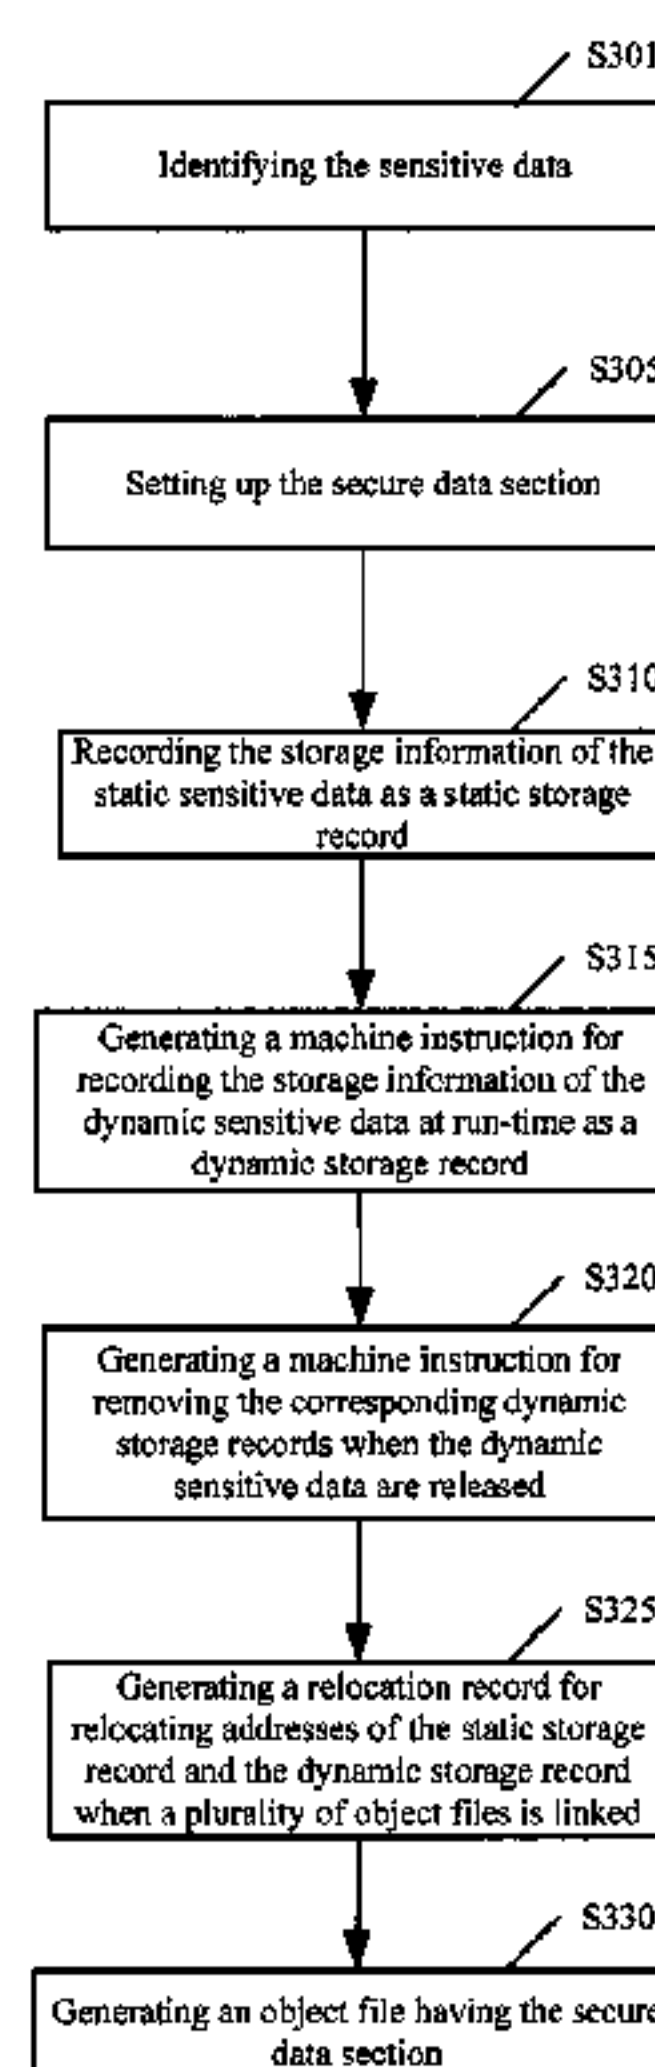 S301
Identifying the sensitive data
S305
Setting up the secure data section
S310
Recording the storage information of the
static sensitive data as a static storage
record
S315
Generating a machine instruction for
recording the storage information of the
dynamic sensitive data at run-time as a
dynamic storage record
S320
Generating a machine instruction for
removing the corresponding dynamic
storage records when the dynamic
sensitive data are released
S325
Generating a relocation record for
relocating addresses of the static storage
record and the dynamic storage record
when a plurality of object files is linked
S330
Generating an object file having the secure
data section